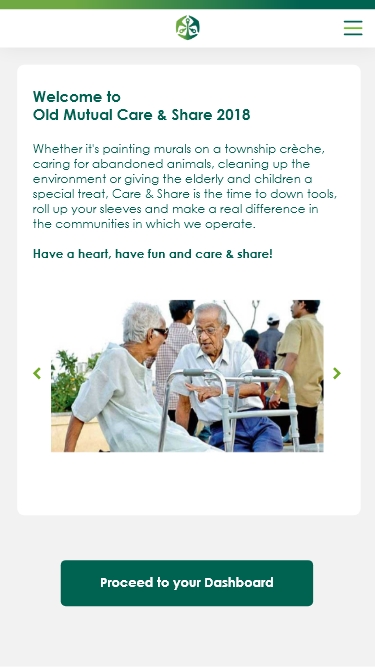 Welcome to
Old Mutual Care & Share 2018
Whether it's painting murals on a township crèche,
caring for abandoned animals, cleaning up the
environment or giving the elderly and children a
special treat, Care & Share is the time to down tools,
roll up your sleeves and make a real difference in
the communities in which we operate.
Have a heart, have fun and care & share!
Proceed to your Dashboard